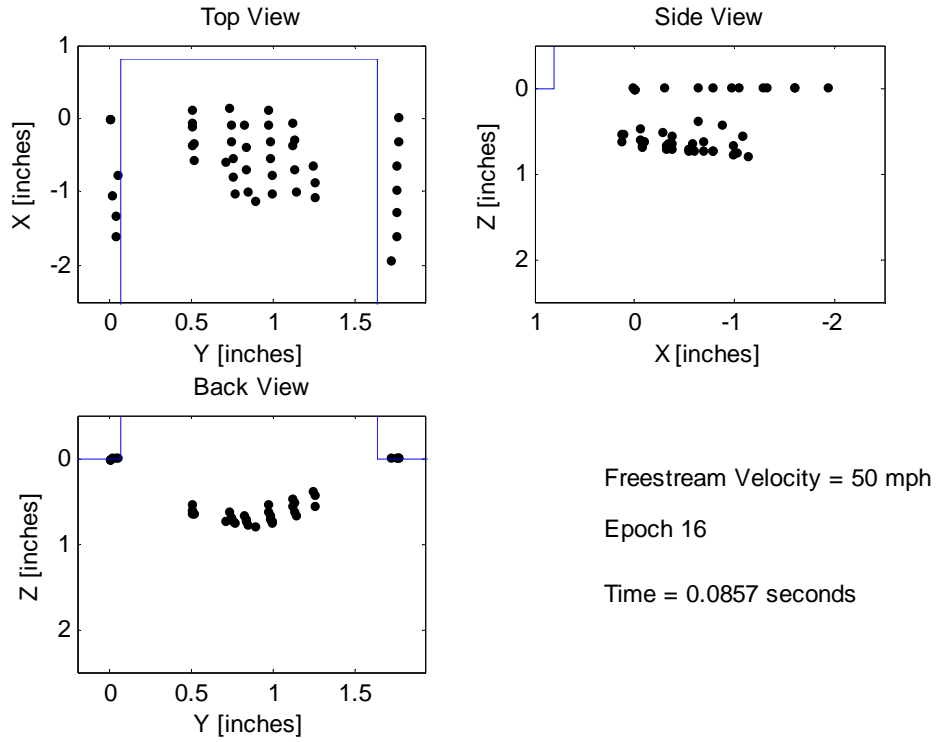 Top View
1
0
-1
-2
X [inches]
0 0.5 1 1.5
Y [inches]
Side View
0
1
2
Z [inches]
1 0 -1 -2
X [inches]
Back View
0
1
2
Z [inches]
0 0.5 1 1.5
Y [inches]
Freestream Velocity = 50 mph
Epoch 16
Time = 0.0857 seconds